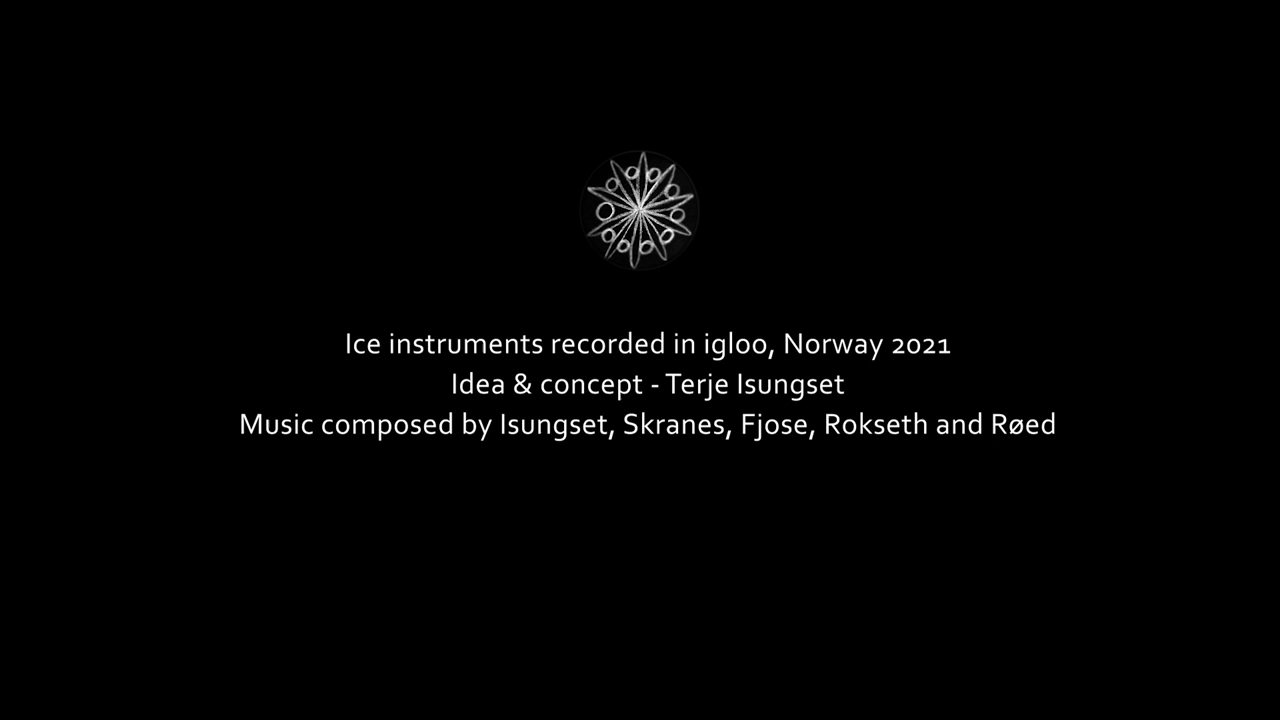 Ice instruments recorded in igloo, Norway 2021
Idea & concept - Terje Isungset
Music composed by Isungset, Skranes, Fjose, Rokseth and Røed